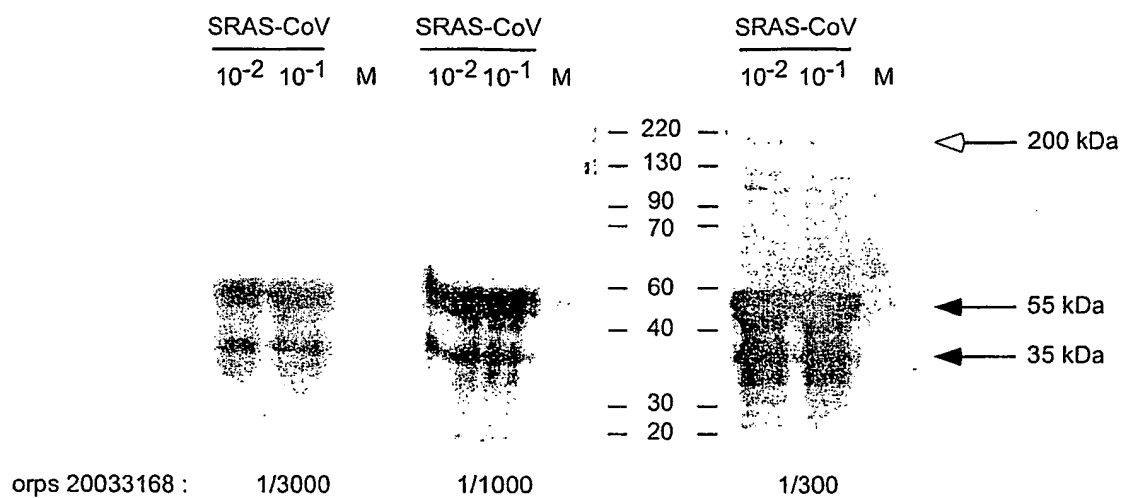 SRAS-CoV SRAS-CoV SRAS-CoV
10-2 10-1 M 10-2 10-1 M 10-2 10-1 M
220
200 kDa
130
90
70
60
55 kDa
40
35 kDa
30
20
orps 20033168 : 1/3000 1/1000 1/300